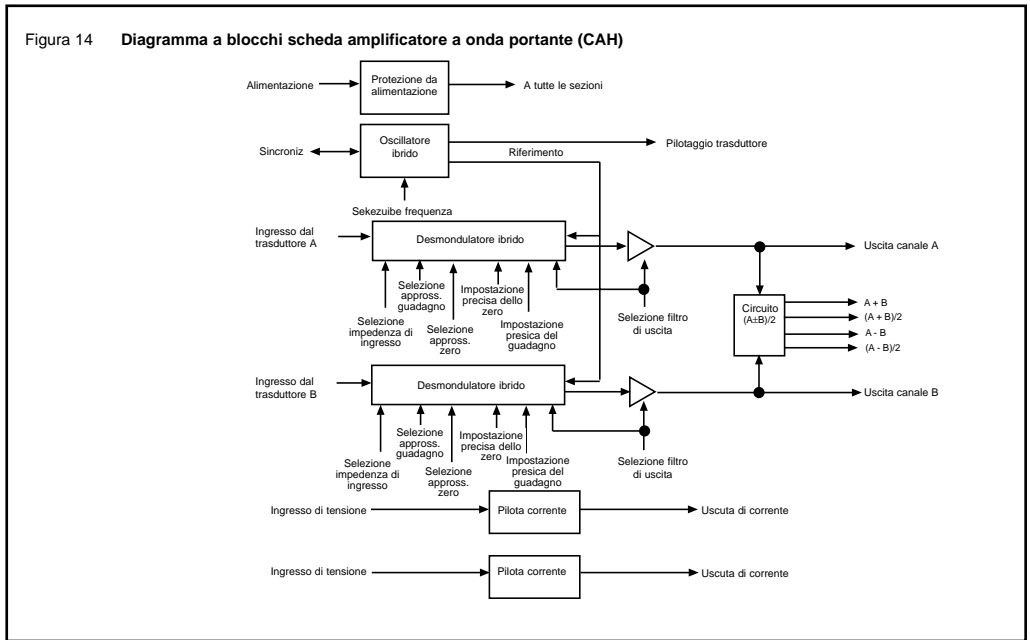 Figura 14 Diagramma a blocchi scheda amplificatore a onda portante (CAH)
Alimentazione
Protezione da
alimentazione
A tutte le sezioni
Sincroniz
Oscillatore
ibrido
Riferimento
Pilotaggio trasduttore
Sekezuibe frequenza
Ingresso dal
trasduttore A
Desmondulatore ibrido
Uscita canale A
Selezione
impedenza di
ingresso
Selezione
appross.
guadagno
Selezione
appross.
zero
Impostazione
precisa dello
zero
Impostazione
presica del
guadagno
Selezione filtro
di uscita
Circuito
(A±B)/2
A + B
(A + B)/2
A - B
(A - B)/2
Ingresso dal
trasduttore B
Desmondulatore ibrido
Uscita canale B
Selezione
impedenza di
ingresso
Selezione
appross.
guadagno
Selezione
appross.
zero
Impostazione
precisa dello
zero
Impostazione
presica del
guadagno
Selezione filtro
di uscita
Ingresso di tensione
Pilota corrente
Uscuta di corrente
Ingresso di tensione
Pilota corrente
Uscuta di corrente